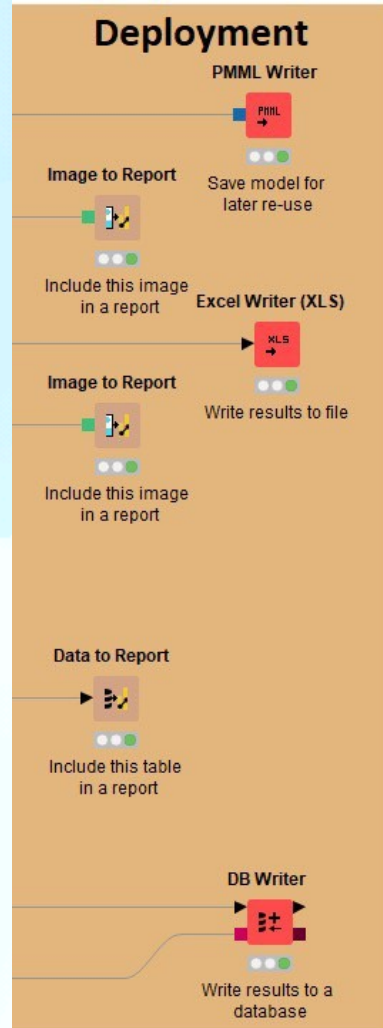 Deployment
PMML Writer
PMML
Save model for
later re-use
Image to Report
Include this image
in a report
Excel Writer (XLS)
XLS
Write results to file
Image to Report
Include this image
in a report
Data to Report
Include this table
in a report
DB Writer
Write results to a
database